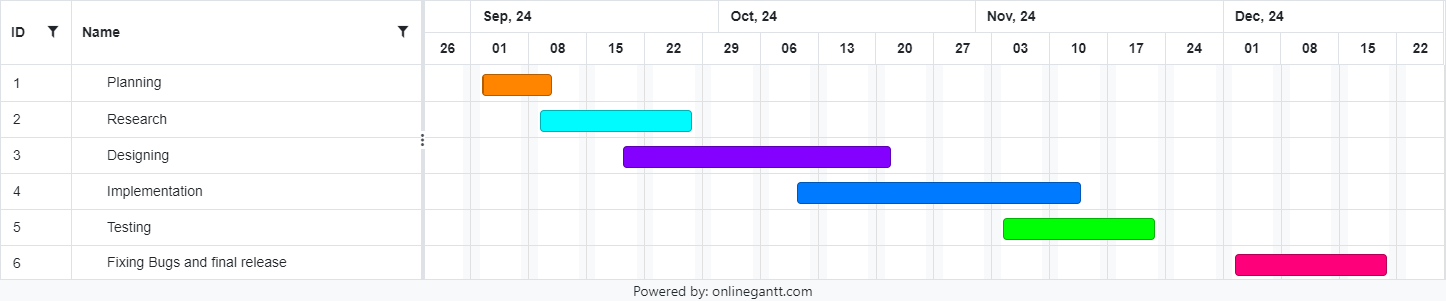 ID Name Sep, 24 Oct, 24 Nov, 24 Dec, 24
26 01 08 15 22 29 06 13 20 27 03 10 17 24 01 08 15 22
1 Planning
2 Research
3 Designing
4 Implementation
5 Testing
6 Fixing Bugs and final release
Powered by: onlinegantt.com